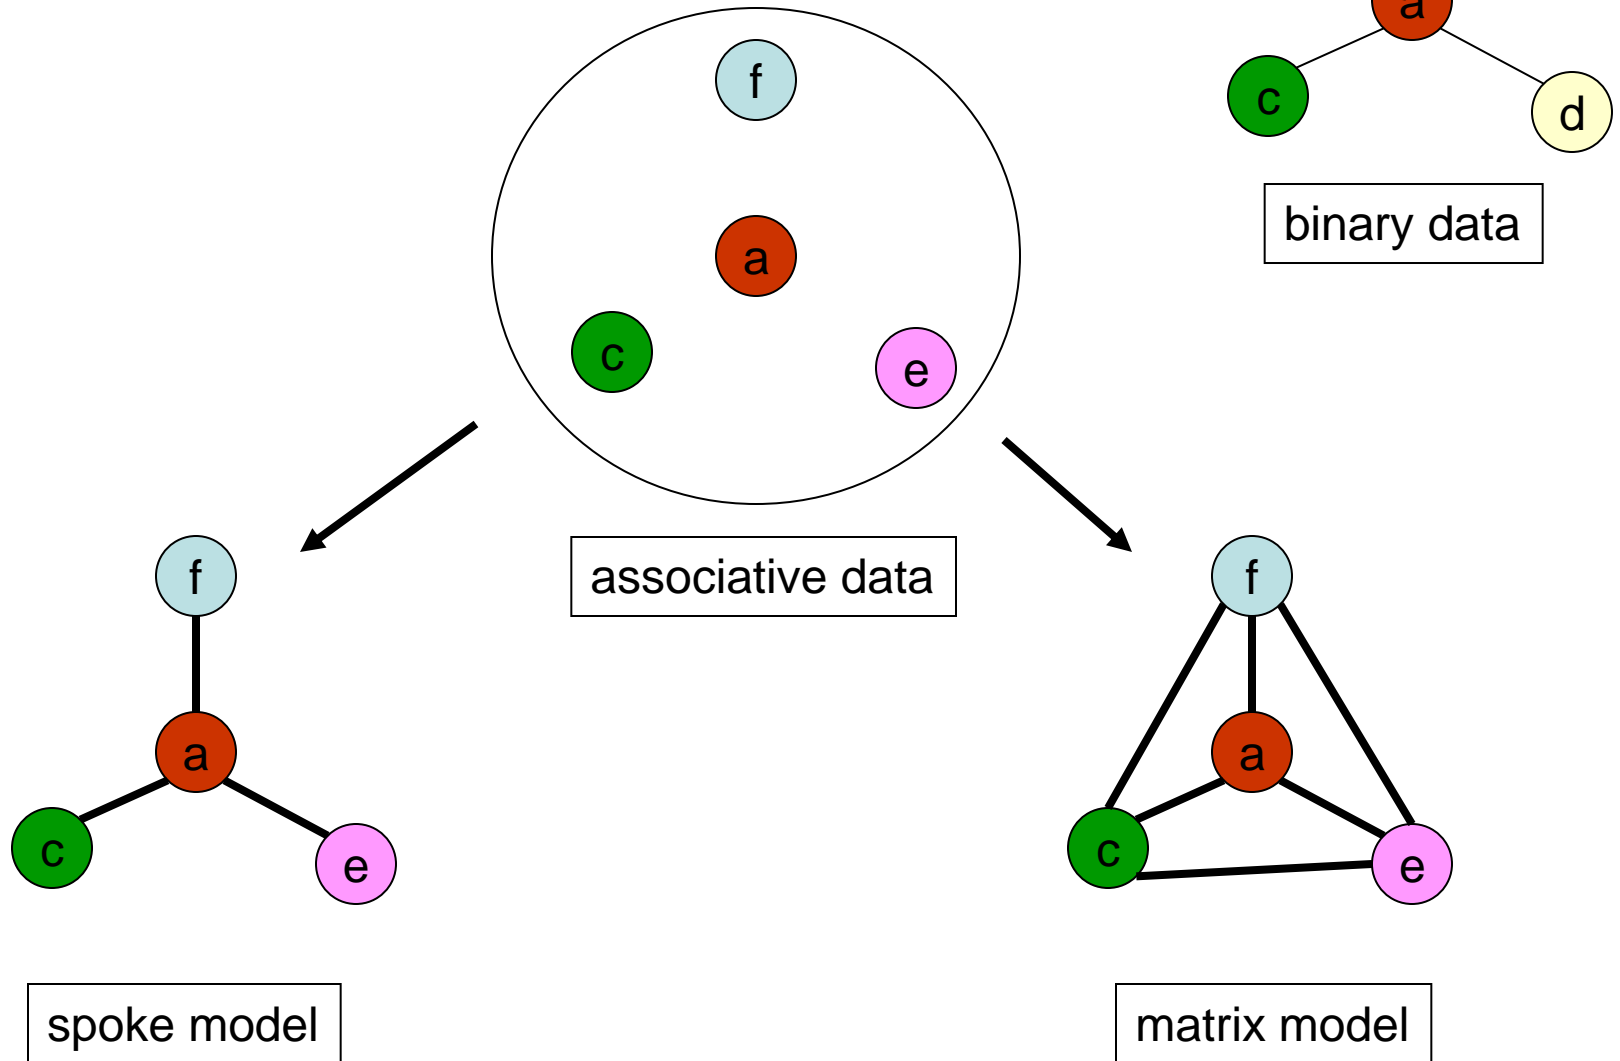 a
f
c
d
binary data
a
c
e
associative data
f
f
a
a
c
e
c
e
spoke model
matrix model